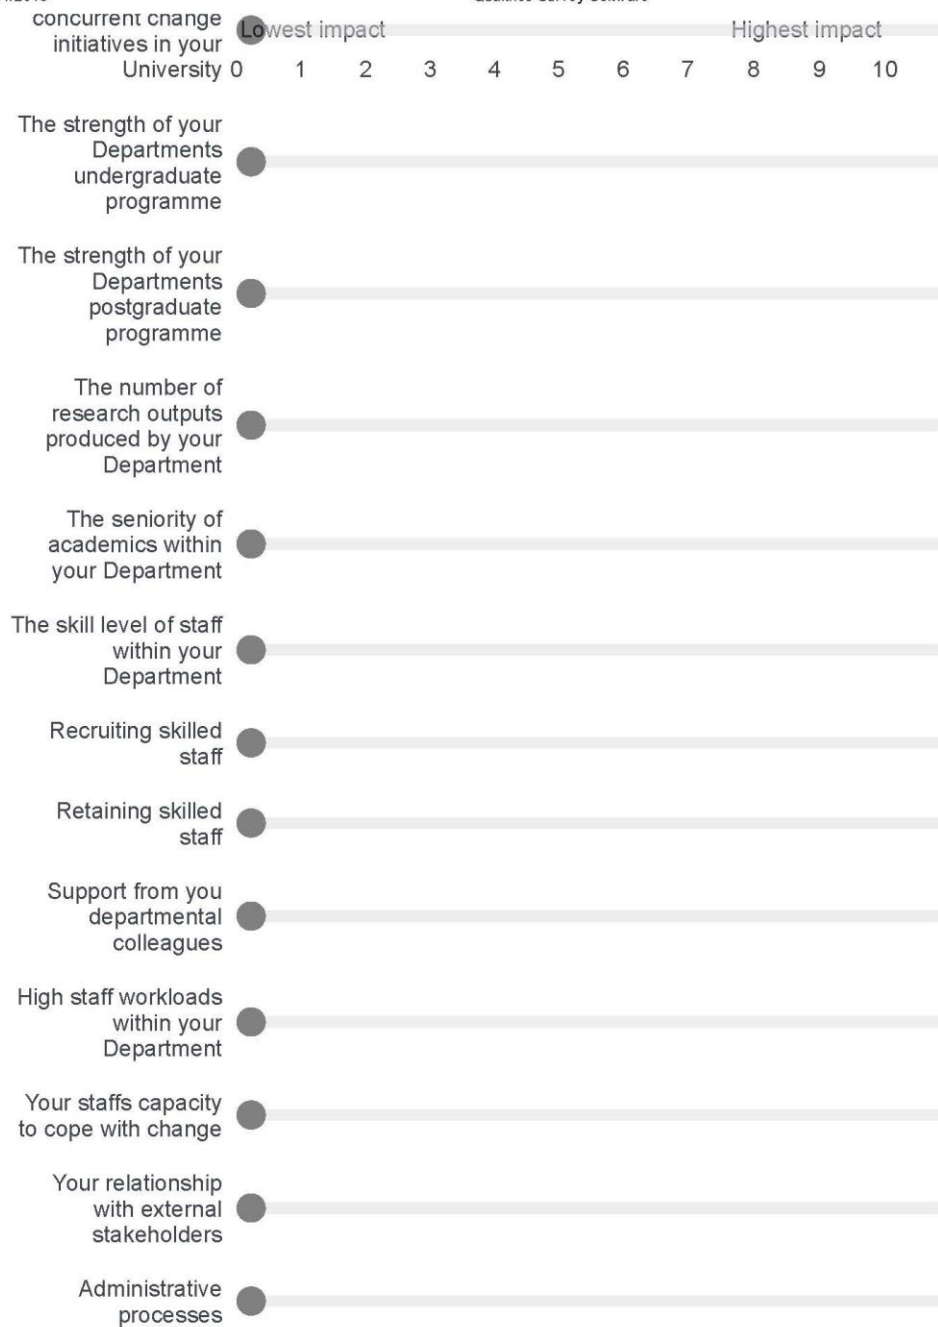 concurrent change
initiatives in your
University
Lowest impact Highest impact
0 1 2 3 4 5 6 7 8 9 10
The strength of your
Departments
undergraduate
programme
The strength of your
Departments
postgraduate
programme
The number of
research outputs
produced by your
Department
The seniority of
academics within
your Department
The skill level of staff
within your
Department
Recruiting skilled
staff
Retaining skilled
staff
Support from you
departmental
colleagues
High staff workloads
within your
Department
Your staffs capacity
to cope with change
Your relationship
with external
stakeholders
Administrative
processes